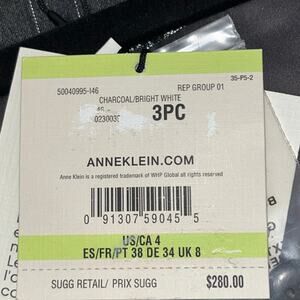 35-P5-2
50040995-I46
REP GROUP 01
CHARCOAL/BRIGHT WHITE
46
0230035
3PC
ANNEKLEIN.COM
Anne Klein is a registered trademark of WHP Global all rights reserved
0 91307 59045 5
US/CA 4
ES/FR/PT 38 DE 34 UK 8
SUGG RETAIL/ PRIX SUGG
$280.00